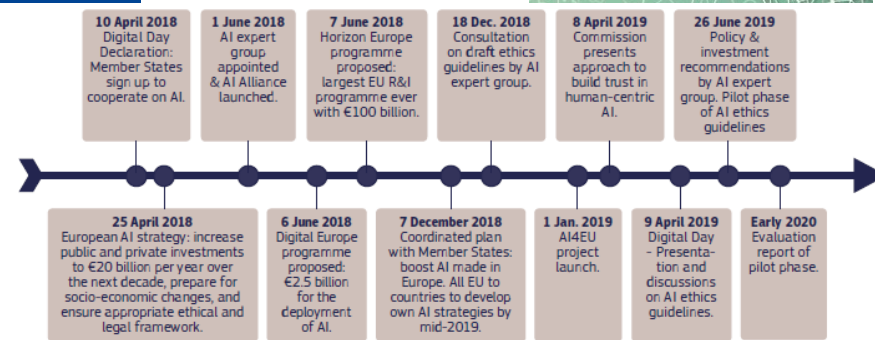 10 April 2018
Digital Day
Declaration:
Member States
sign up to
cooperate on AI.
1 June 2018
AI expert
group
appointed
& AI Alliance
launched.
7 June 2018
Horizon Europe
programme
proposed:
largest EU R&I
programme ever
with €100 billion.
18 Dec. 2018
Consultation
on draft ethics
guidelines by AI
expert group.
8 April 2019
Commission
presents
approach to
build trust in
human-centric
AI.
26 June 2019
Policy &
investment
recommendations
by AI expert
group. Pilot phase
of AI ethics
guidelines
25 April 2018
European AI strategy: increase
public and private investments
to €20 billion per year over
the next decade, prepare for
socio-economic changes, and
ensure appropriate ethical and
legal framework.
6 June 2018
Digital Europe
programme
proposed:
€2.5 billion
for the
deployment
of AI.
7 December 2018
Coordinated plan
with Member States:
boost AI made in
Europe. All EU to
countries to develop
own AI strategies by
mid-2019.
1 Jan. 2019
AI4EU
project
launch.
9 April 2019
Digital Day
- Presenta-
tion and
discussions
on AI ethics
guidelines.
Early 2020
Evaluation
report of
pilot phase.